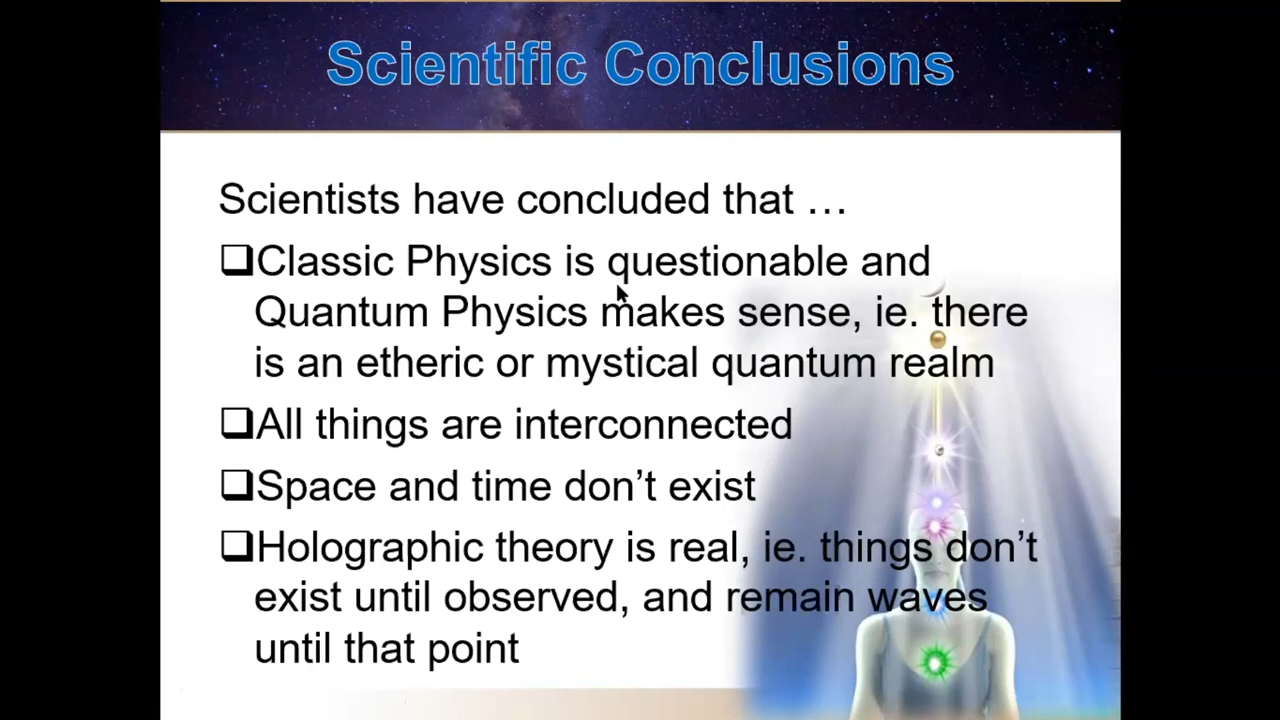 Scientific Conclusions
Scientists have concluded that …
❑Classic Physics is questionable and
Quantum Physics makes sense, ie. there
is an etheric or mystical quantum realm
❑All things are interconnected
❑Space and time don’t exist
❑Holographic theory is real, ie. things don’t
exist until observed, and remain waves
until that point